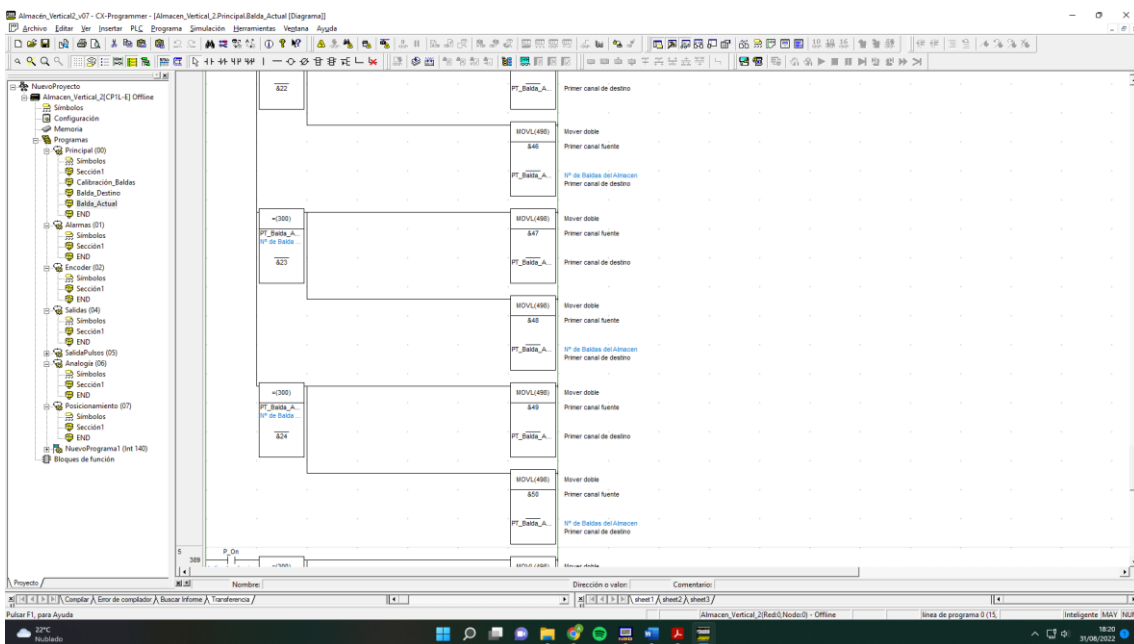 Almacén_Vertical2_v07 - CX-Programmer - [Almacen_Vertical_2.Principal.Balda_Actual [Diagrama]]
Archivo Editar Ver Insertar PLC Programa Simulación Herramientas Ventana Ayuda
NuevoProyecto
Almacen_Vertical_2[CP1L-E] Offline
Símbolos
Configuración
Memoria
Programas
Principal (00)
Símbolos
Sección1
Calibración_Baldas
Balda_Destino
Balda_Actual
END
Alarmas (01)
Símbolos
Sección1
END
Encoder (02)
Símbolos
Sección1
END
Salidas (04)
Símbolos
Sección1
END
SalidaPulsos (05)
Analogia (06)
Símbolos
Sección1
END
Posicionamiento (07)
Símbolos
Sección1
END
NuevoPrograma1 (Int 140)
Bloques de función
Proyecto
&22
PT_Balda_A... Primer canal de destino
MOVL(498) Mover doble
&46 Primer canal fuente
PT_Balda_A... Nº de Baldas del Almacen
Primer canal de destino
=(300) MOVL(498) Mover doble
PT_Balda_A... &47 Primer canal fuente
Nº de Balda ...
&23 PT_Balda_A... Primer canal de destino
MOVL(498) Mover doble
&48 Primer canal fuente
PT_Balda_A... Nº de Baldas del Almacen
Primer canal de destino
=(300) MOVL(498) Mover doble
PT_Balda_A... &49 Primer canal fuente
Nº de Balda ...
&24 PT_Balda_A... Primer canal de destino
MOVL(498) Mover doble
&50 Primer canal fuente
PT_Balda_A... Nº de Baldas del Almacen
Primer canal de destino
5 P_On
389 =(300) MOVL(498) Mover doble
Nombre: Dirección o valor: Comentario:
Compilar Error de compilador Buscar Informe Transferencia sheet1 sheet2 sheet3
Pulsar F1, para Ayuda Almacen_Vertical_2(Red:0,Nodo:0) - Offline línea de programa 0 (15, Inteligente MAY NUM
22°C
Nublado
18:20
31/08/2022